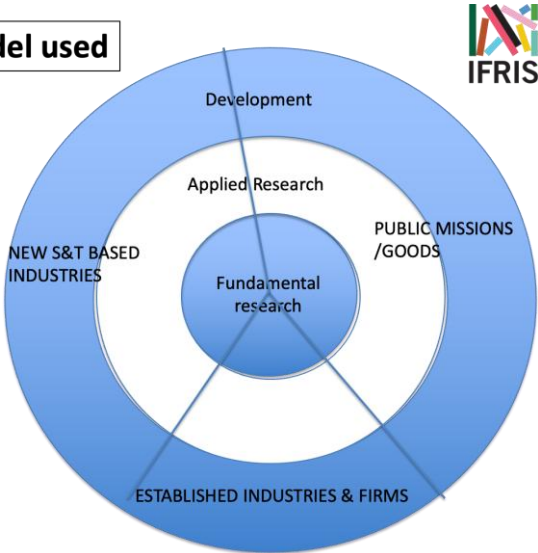 del used
IFRIS
Development
Applied Research
PUBLIC MISSIONS
/GOODS
NEW S&T BASED
INDUSTRIES
Fundamental
research
ESTABLISHED INDUSTRIES & FIRMS